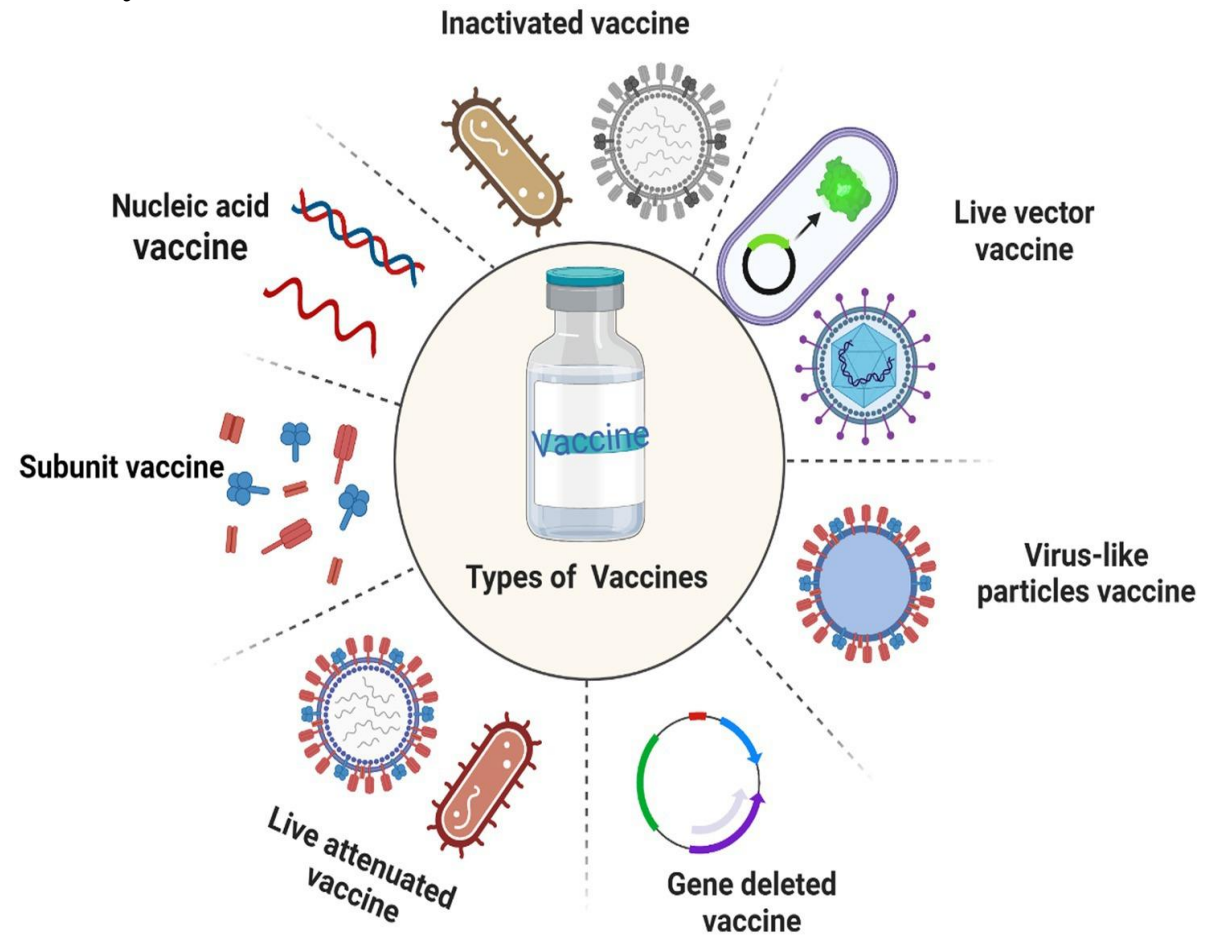 Inactivated vaccine
Live vector
vaccine
Nucleic acid
vaccine
Vaccine
Subunit vaccine
Types of Vaccines
Virus-like
particles vaccine
Live attenuated
vaccine
Gene deleted
vaccine